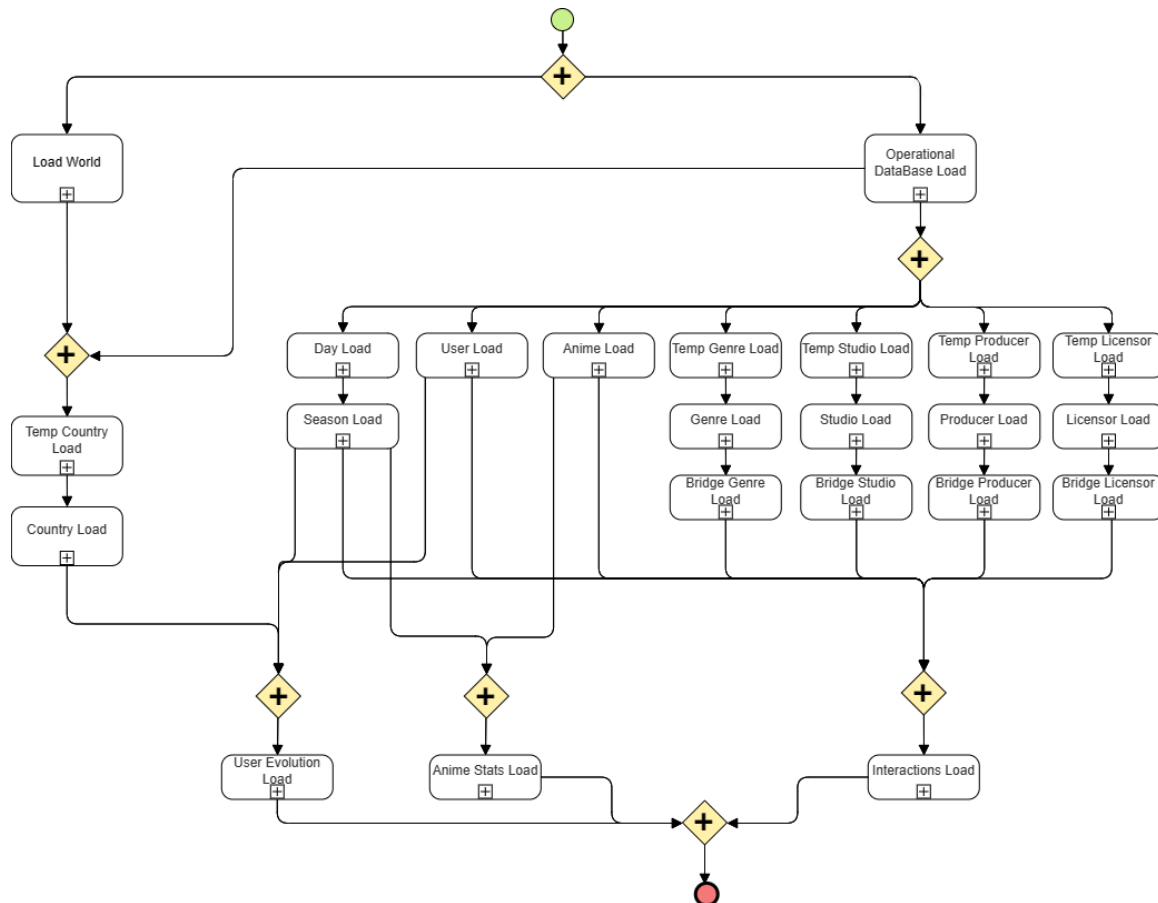 Load World
Operational
DataBase Load
Day Load
User Load
Anime Load
Temp Genre Load
Temp Studio Load
Temp Producer
Load
Temp Licensor
Load
Season Load
Genre Load
Studio Load
Producer Load
Licensor Load
Temp Country
Load
Bridge Genre
Load
Bridge Studio
Load
Bridge Producer
Load
Bridge Licensor
Load
Country Load
User Evolution
Load
Anime Stats Load
Interactions Load